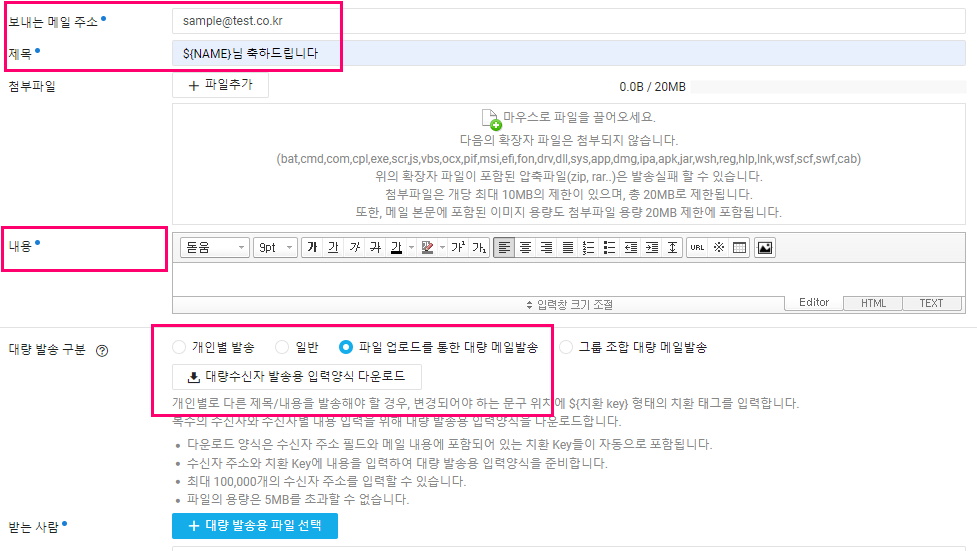 보내는 메일 주소
sample@test.co.kr
제목
${NAME}님 축하드립니다
첨부파일
+ 파일추가
0.0B / 20MB
마우스로 파일을 끌어오세요.
다음의 확장자 파일은 첨부되지 않습니다.
(bat,cmd,com,cpl,exe,scr,js,vbs,ocx,pif,msi,efi,fon,drv,dll,sys,app,dmg,ipa,apk,jar,wsh,reg,hlp,lnk,wsf,scf,swf,cab)
위의 확장자 파일이 포함된 압축파일(zip, rar..)은 발송실패 할 수 있습니다.
첨부파일은 개당 최대 10MB의 제한이 있으며, 총 20MB로 제한됩니다.
또한, 메일 본문에 포함된 이미지 용량도 첨부파일 용량 20MB 제한에 포함됩니다.
내용
돋움 9pt 가 가 가 가 가 가¹ 가₁ URL ※
입력창 크기 조절
Editor HTML TEXT
대량 발송 구분 ?
개인별 발송 일반 파일 업로드를 통한 대량 메일발송 그룹 조합 대량 메일발송
대량수신자 발송용 입력양식 다운로드
개인별로 다른 제목/내용을 발송해야 할 경우, 변경되어야 하는 문구 위치에 ${치환 key} 형태의 치환 태그를 입력합니다.
복수의 수신자와 수신자별 내용 입력을 위해 대량 발송용 입력양식을 다운로드합니다.
• 다운로드 양식은 수신자 주소 필드와 메일 내용에 포함되어 있는 치환 Key들이 자동으로 포함됩니다.
• 수신자 주소와 치환 Key에 내용을 입력하여 대량 발송용 입력양식을 준비합니다.
• 최대 100,000개의 수신자 주소를 입력할 수 있습니다.
• 파일의 용량은 5MB를 초과할 수 없습니다.
받는 사람
+ 대량 발송용 파일 선택